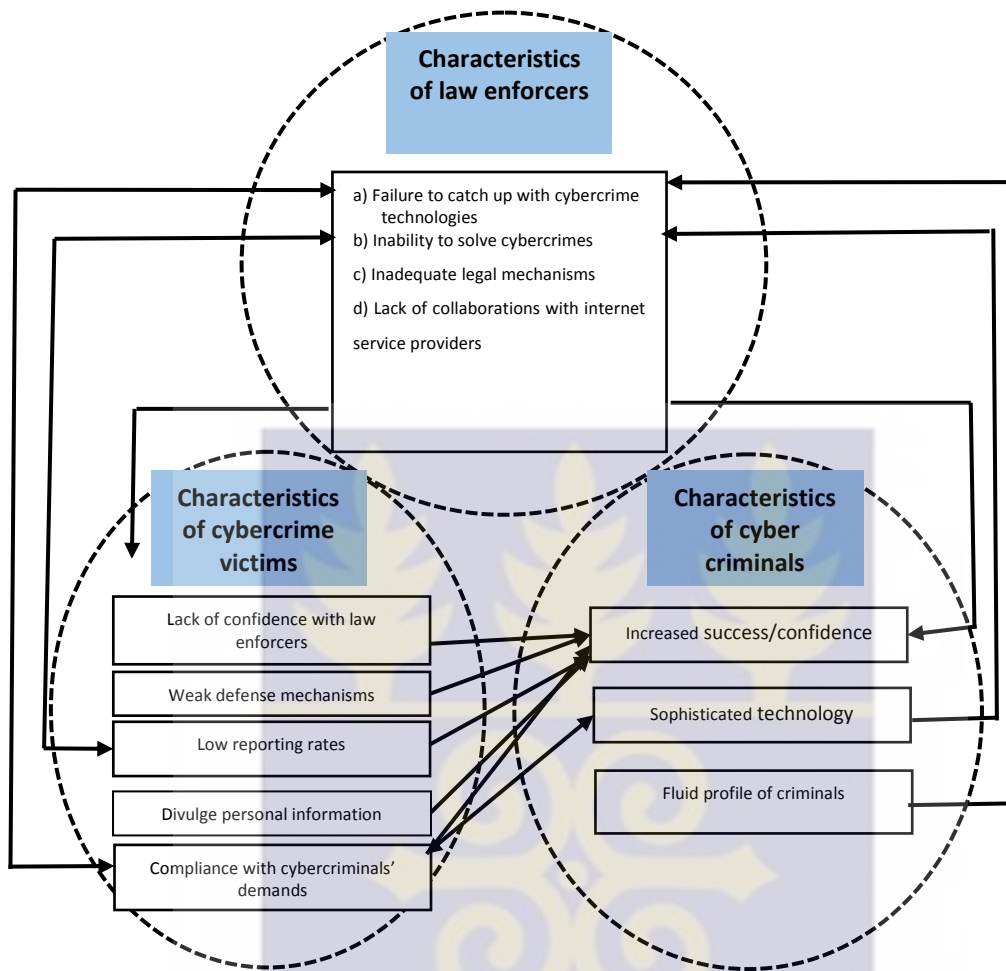 Characteristics
of law enforcers
a) Failure to catch up with cybercrime
technologies
b) Inability to solve cybercrimes
c) Inadequate legal mechanisms
d) Lack of collaborations with internet
service providers
Characteristics
of cybercrime
victims
Lack of confidence with law
enforcers
Weak defense mechanisms
Low reporting rates
Divulge personal information
Compliance with cybercriminals’
demands
Characteristics
of cyber
criminals
Increased success/confidence
Sophisticated technology
Fluid profile of criminals